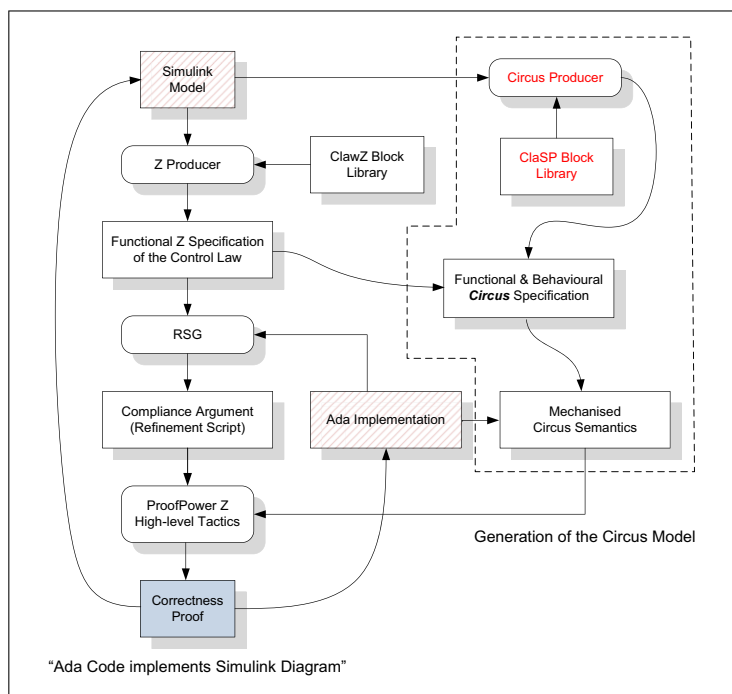 Simulink
Model
Circus Producer
Z Producer
ClawZ Block
Library
ClaSP Block
Library
Functional Z Specification
of the Control Law
Functional & Behavioural
Circus Specification
RSG
Compliance Argument
(Refinement Script)
Ada Implementation
Mechanised
Circus Semantics
ProofPower Z
High-level Tactics
Generation of the Circus Model
Correctness
Proof
“Ada Code implements Simulink Diagram”